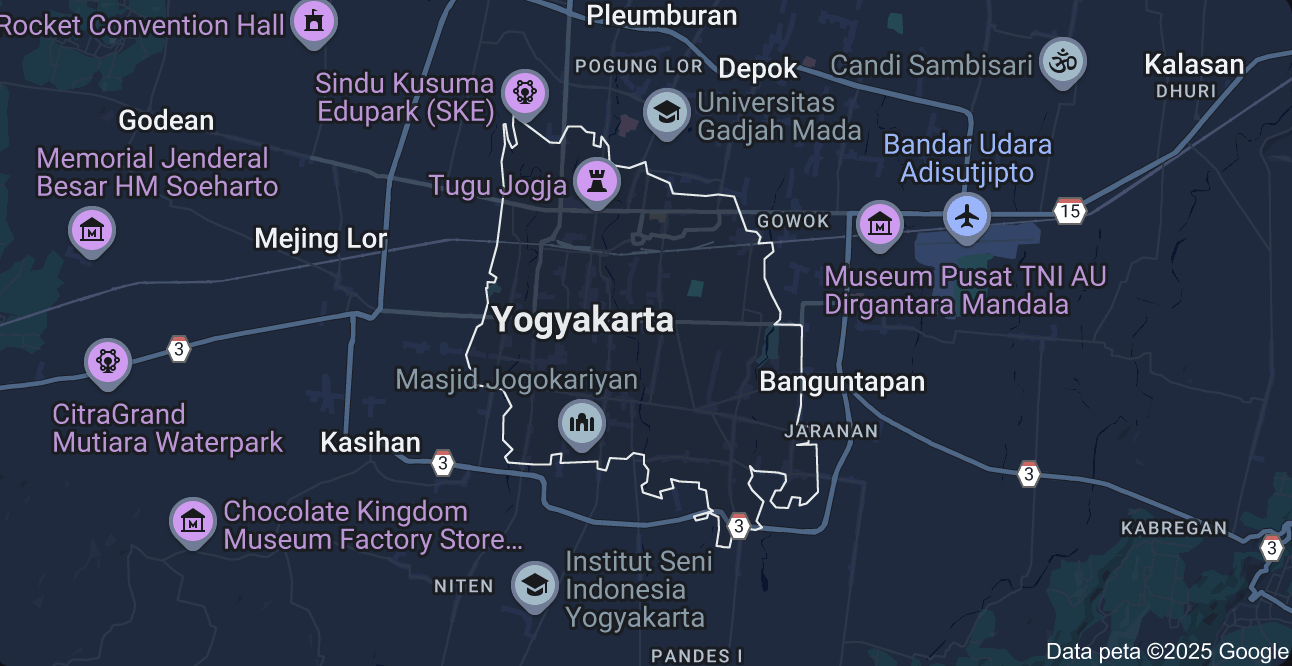 Pleumburan
Rocket Convention Hall
POGUNG LOR
Depok
Candi Sambisari
Kalasan
DHURI
Sindu Kusuma
Edupark (SKE)
Universitas
Gadjah Mada
Godean
Memorial Jenderal
Besar HM Soeharto
Bandar Udara
Adisutjipto
Tugu Jogja
GOWOK
15
Mejing Lor
Museum Pusat TNI AU
Dirgantara Mandala
Yogyakarta
3
Masjid Jogokariyan
Banguntapan
CitraGrand
Mutiara Waterpark
JARANAN
Kasihan
3
3
Chocolate Kingdom
Museum Factory Store...
3
KABREGAN
3
Institut Seni
Indonesia
Yogyakarta
NITEN
PANDES I
Data peta ©2025 Google